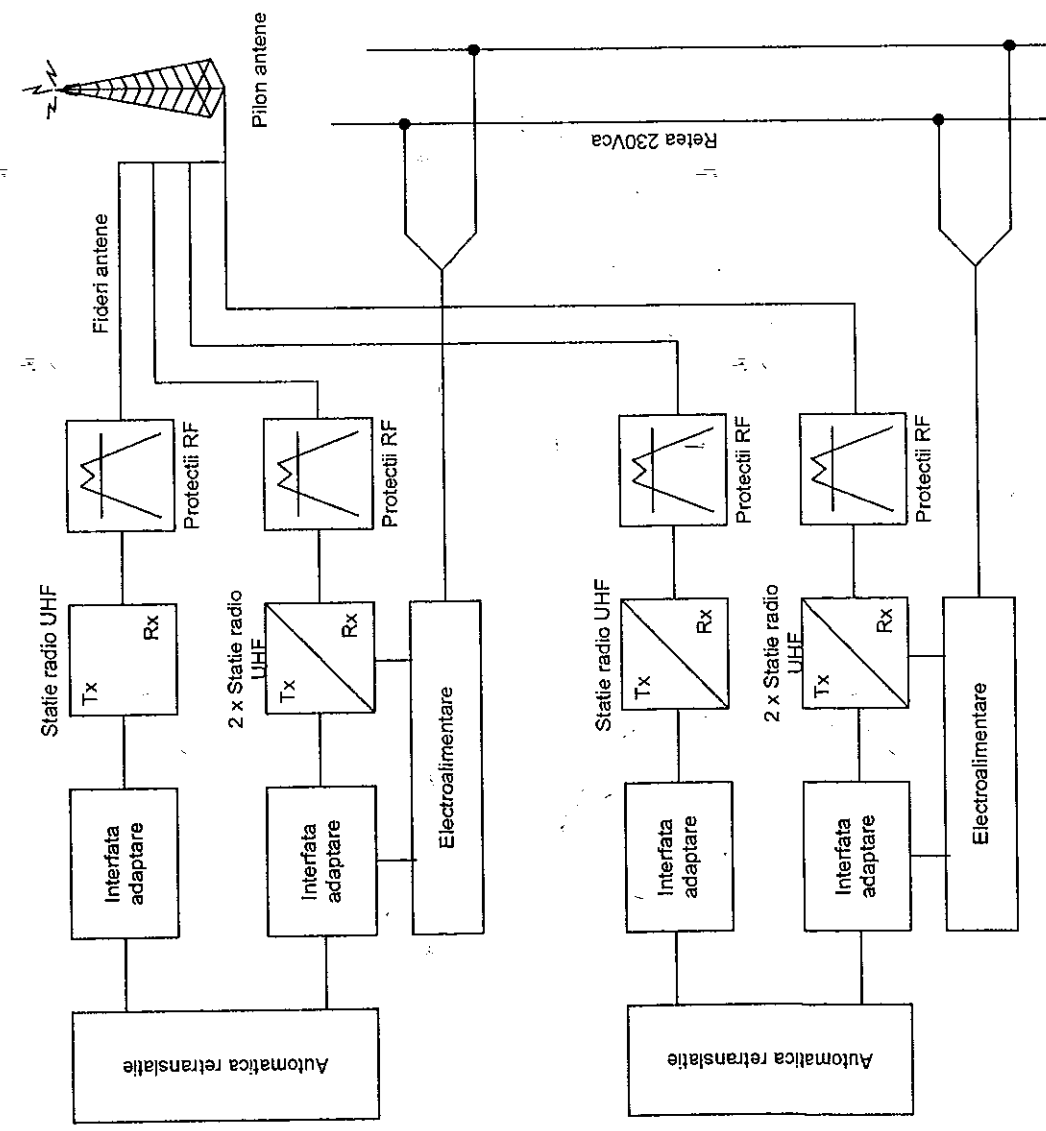 Pilon antene
Retea 230Vca
Fideri antene
Protectii RF
Protectii RF
Protectii RF
Protectii RF
Statie radio UHF
Tx
Rx
2 x Statie radio
UHF
Tx
Rx
Statie radio UHF
Tx
Rx
2 x Statie radio
UHF
Tx
Rx
Interfata
adaptare
Interfata
adaptare
Electroalimentare
Interfata
adaptare
Interfata
adaptare
Electroalimentare
Automatica retranslatie
Automatica retranslatie